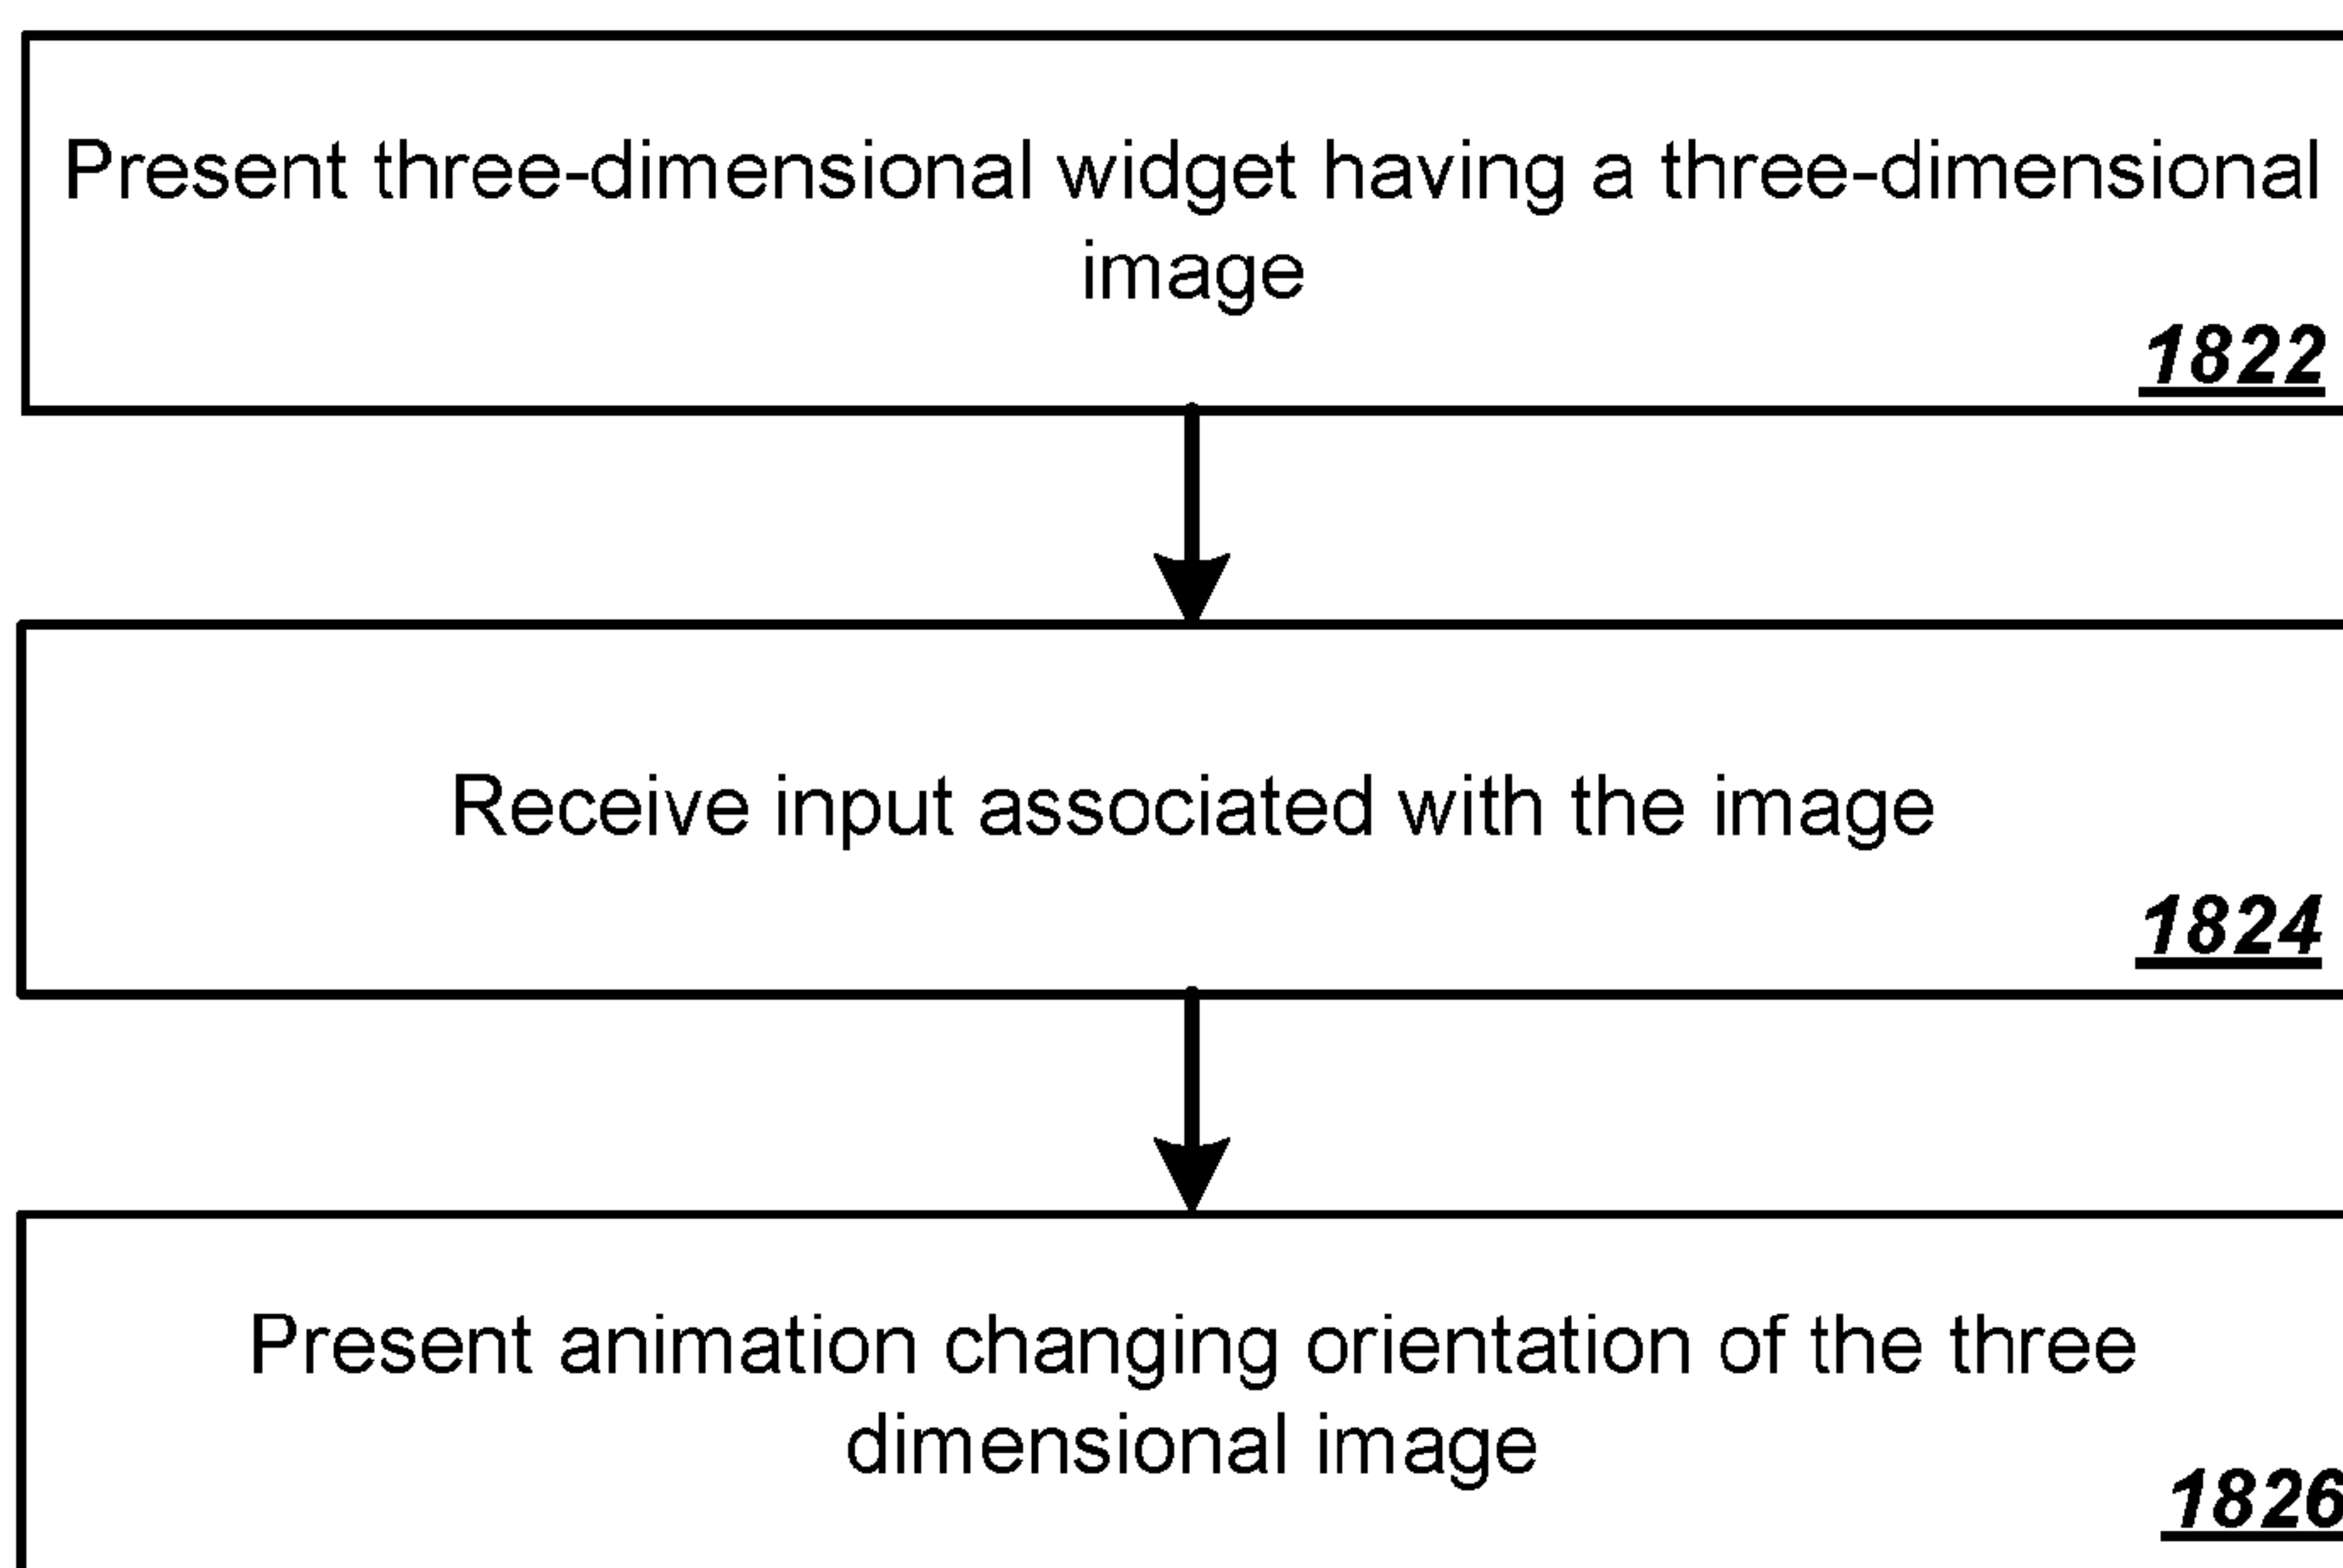 Present three-dimensional widget having a three-dimensional
image
1822
Receive input associated with the image
1824
Present animation changing orientation of the three
dimensional image
1826